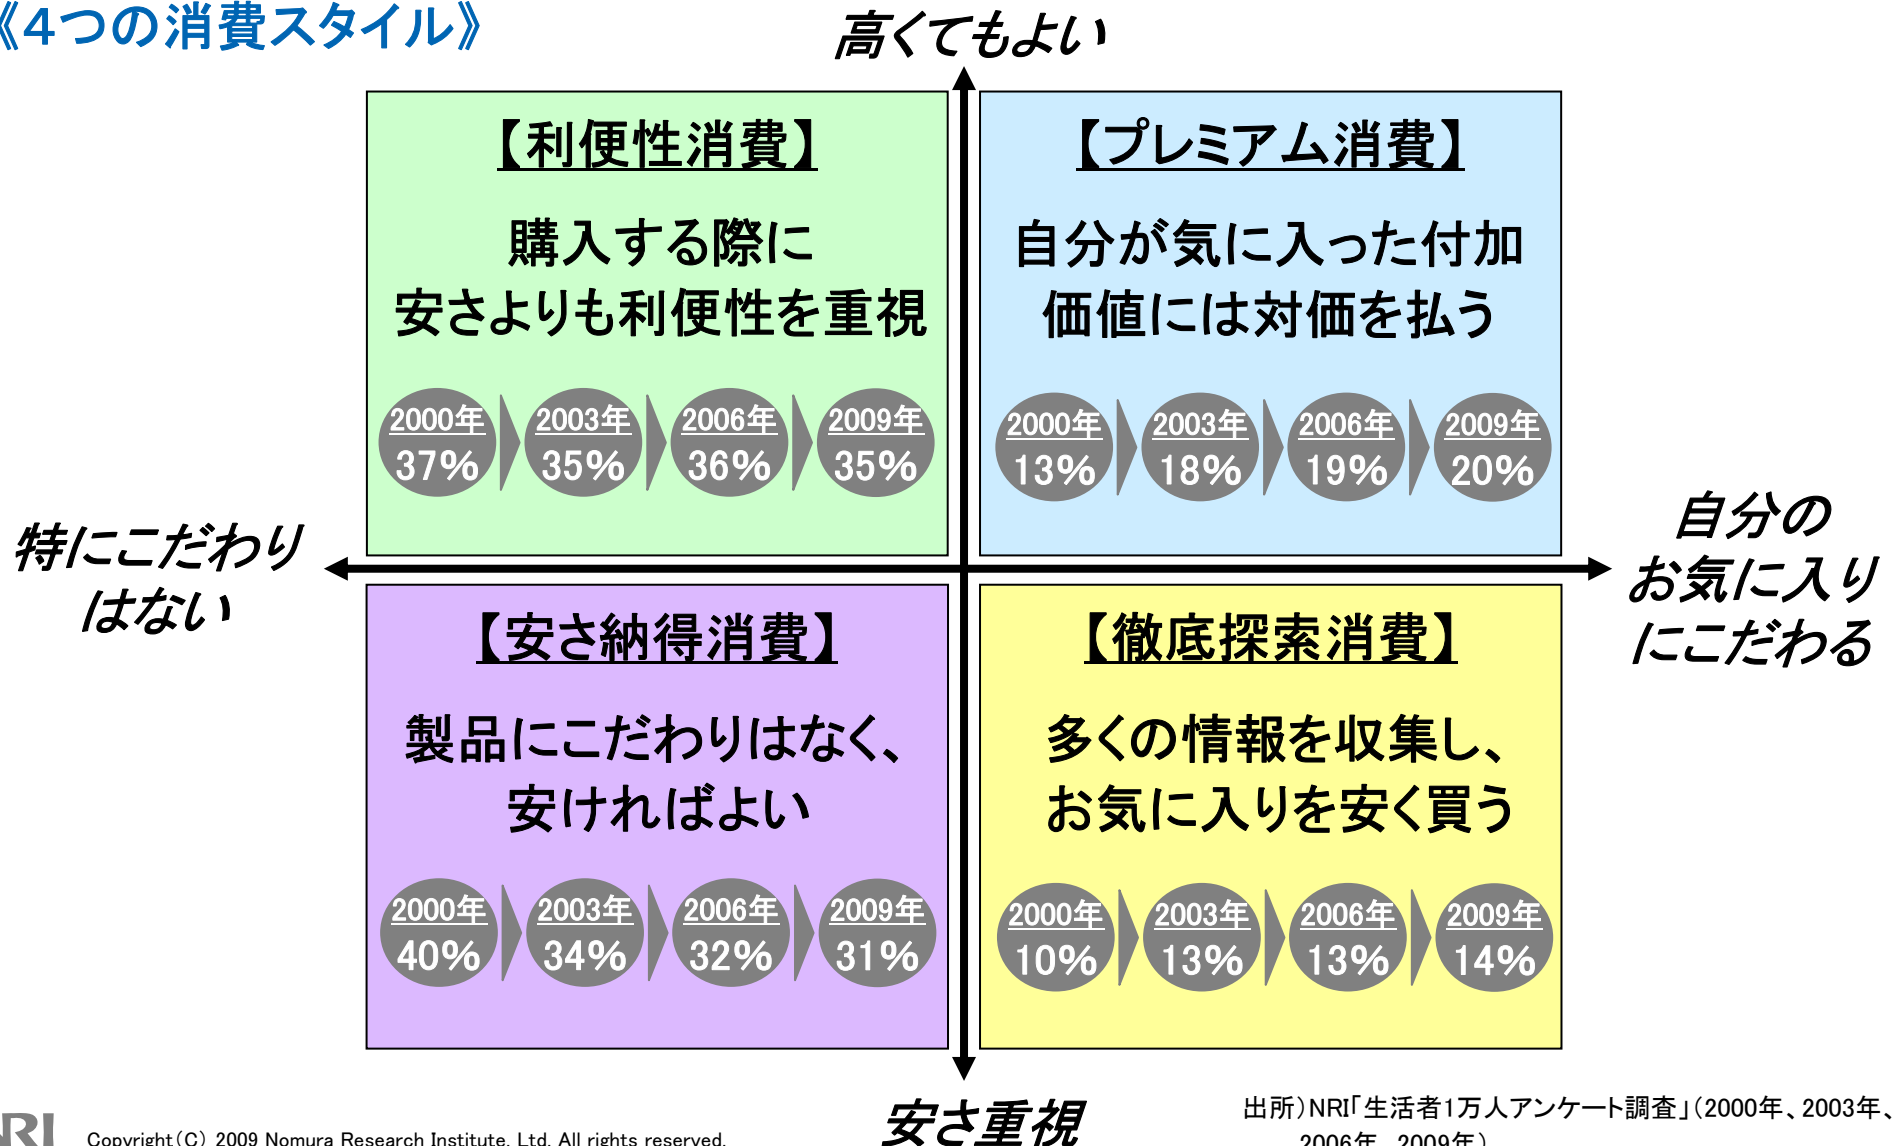 《4つの消費スタイル》
高くてもよい
【利便性消費】
購入する際に
安さよりも利便性を重視
2000年
37%
2003年
35%
2006年
36%
2009年
35%
【プレミアム消費】
自分が気に入った付加
価値には対価を払う
2000年
13%
2003年
18%
2006年
19%
2009年
20%
特にこだわり
はない
自分の
お気に入り
にこだわる
【安さ納得消費】
製品にこだわりはなく、
安ければよい
2000年
40%
2003年
34%
2006年
32%
2009年
31%
【徹底探索消費】
多くの情報を収集し、
お気に入りを安く買う
2000年
10%
2003年
13%
2006年
13%
2009年
14%
安さ重視
出所)NRI「生活者1万人アンケート調査」(2000年、2003年、
2006年、2009年)
NRI
Copyright(C) 2009 Nomura Research Institute, Ltd. All rights reserved.